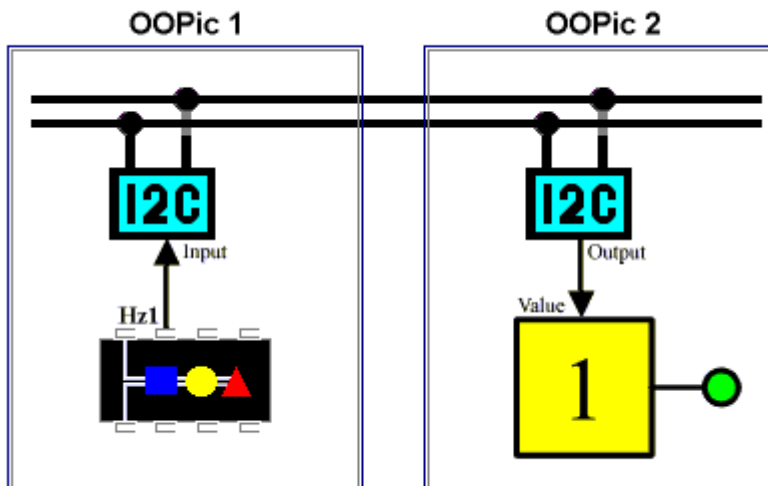 OOPic 1
OOPic 2
I2C
I2C
Input
Output
Hz1
Value
1